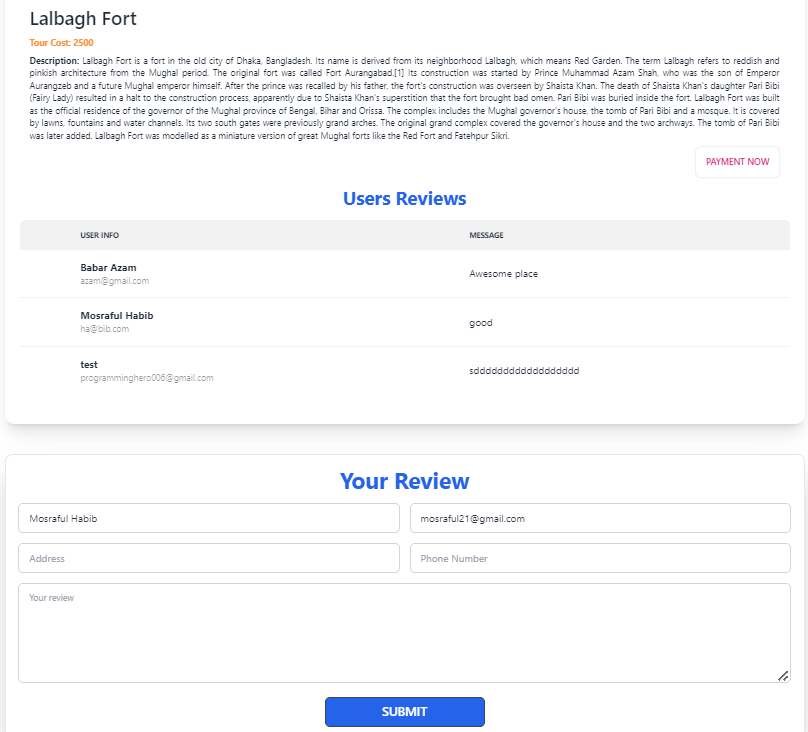 Lalbagh Fort
Tour Cost: 2500
Description: Lalbagh Fort is a fort in the old city of Dhaka, Bangladesh. Its name is derived from its neighborhood Lalbagh, which means Red Garden. The term Lalbagh refers to reddish and
pinkish architecture from the Mughal period. The original fort was called Fort Aurangabad.[1] Its construction was started by Prince Muhammad Azam Shah, who was the son of Emperor
Aurangzeb and a future Mughal emperor himself. After the prince was recalled by his father, the fort's construction was overseen by Shaista Khan. The death of Shaista Khan's daughter Pari Bibi
(Fairy Lady) resulted in a halt to the construction process, apparently due to Shaista Khan's superstition that the fort brought bad omen. Pari Bibi was buried inside the fort. Lalbagh Fort was built
as the official residence of the governor of the Mughal province of Bengal, Bihar and Orissa. The complex includes the Mughal governor's house, the tomb of Pari Bibi and a mosque. It is covered
by lawns, fountains and water channels. Its two south gates were previously grand arches. The original grand complex covered the governor's house and the two archways. The tomb of Pari Bibi
was later added. Lalbagh Fort was modelled as a miniature version of great Mughal forts like the Red Fort and Fatehpur Sikri.
PAYMENT NOW
Users Reviews
USER INFO MESSAGE
Babar Azam
azam@gmail.com
Awesome place
Mosraful Habib
ha@bib.com
good
test
programminghero006@gmail.com
sddddddddddddddddddd
Your Review
Mosraful Habib mosraful21@gmail.com
Address Phone Number
Your review
SUBMIT